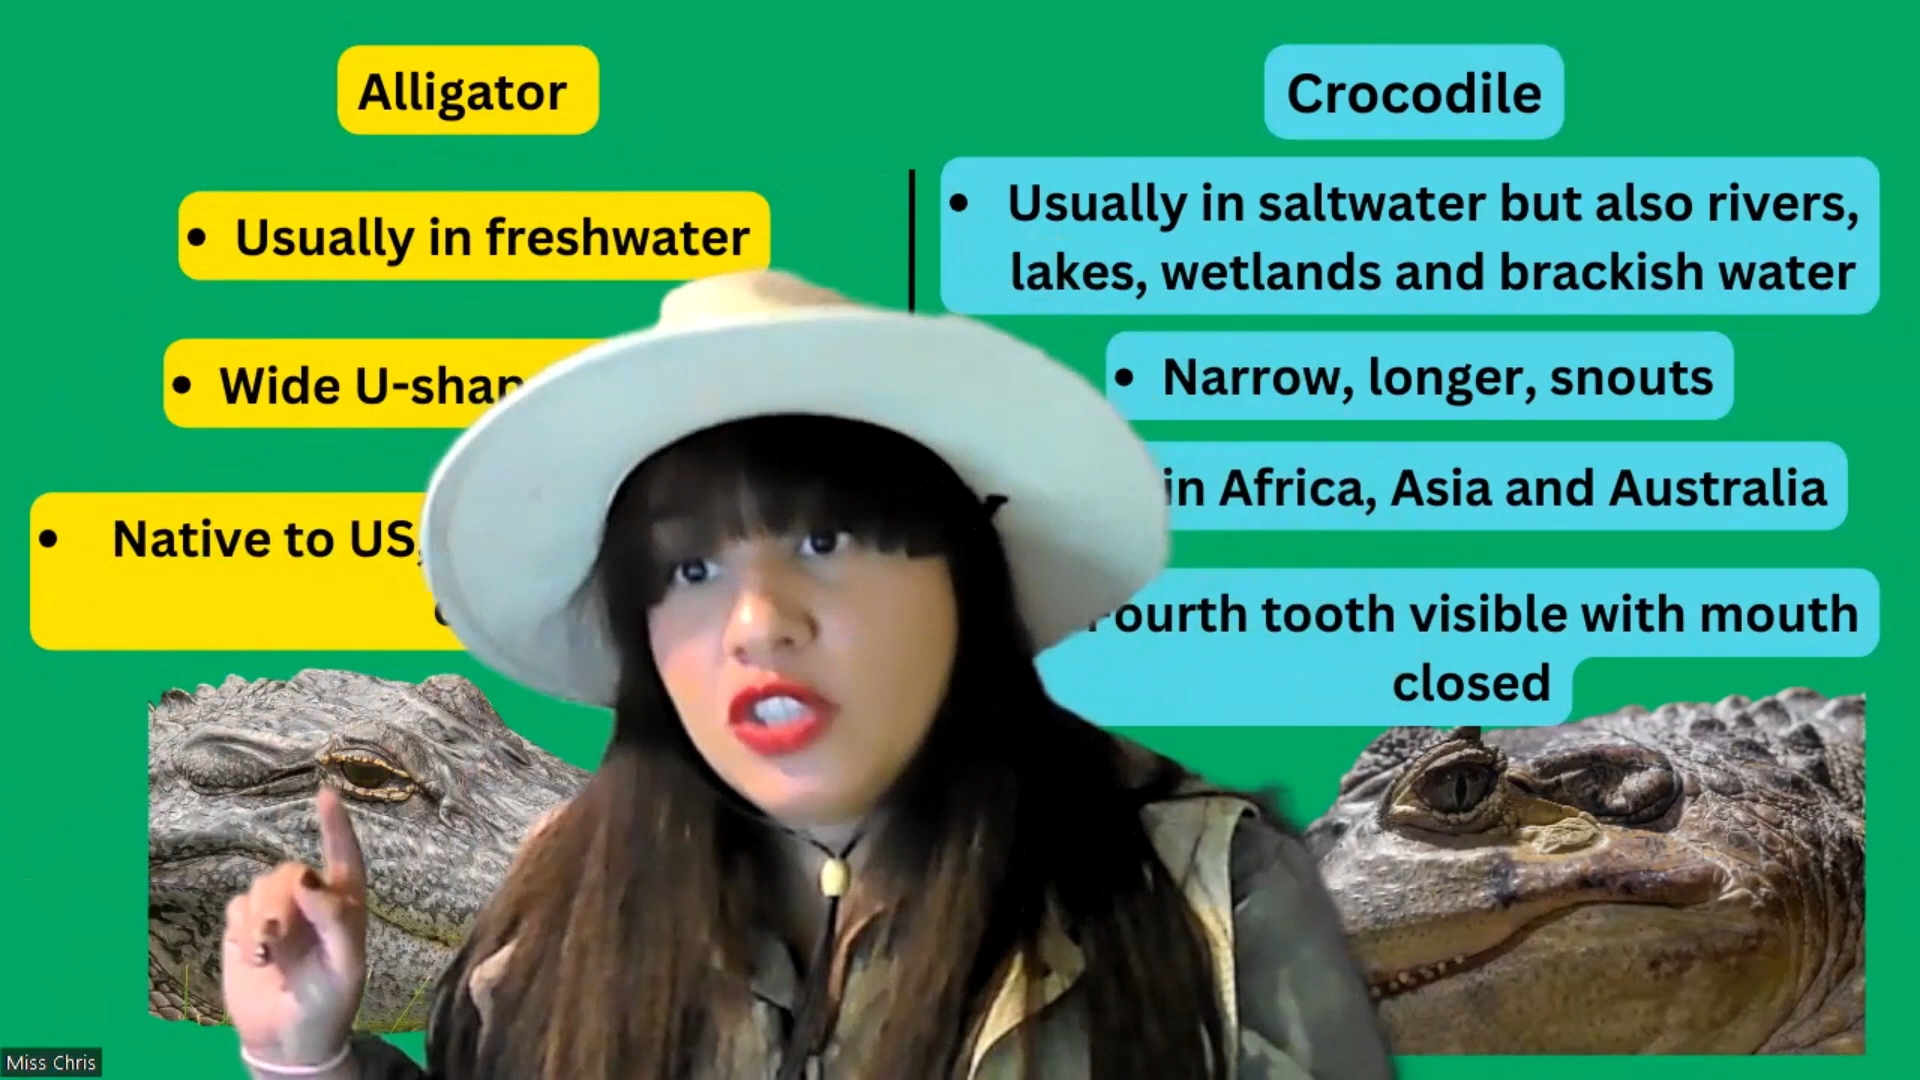 Alligator
• Usually in freshwater
• Wide U-shap
• Native to US,
Crocodile
• Usually in saltwater but also rivers,
lakes, wetlands and brackish water
• Narrow, longer, snouts
in Africa, Asia and Australia
Fourth tooth visible with mouth
closed
Miss Chris